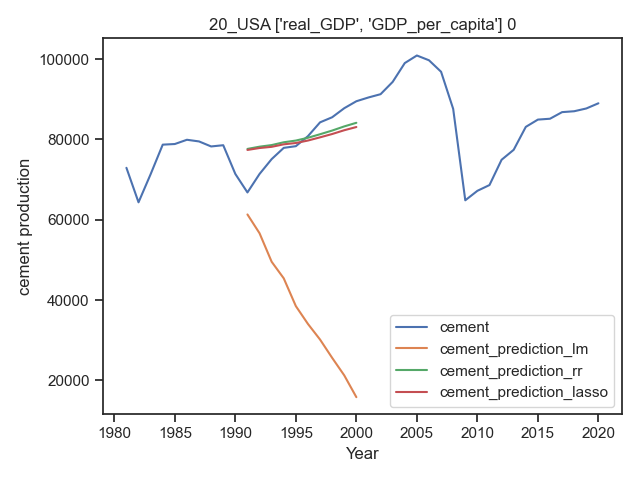 20_USA ['real_GDP', 'GDP_per_capita'] 0
100000
80000
60000
40000
20000
cement production
1980
1985
1990
1995
2000
2005
2010
2015
2020
Year
cement
cement_prediction_lm
cement_prediction_rr
cement_prediction_lasso